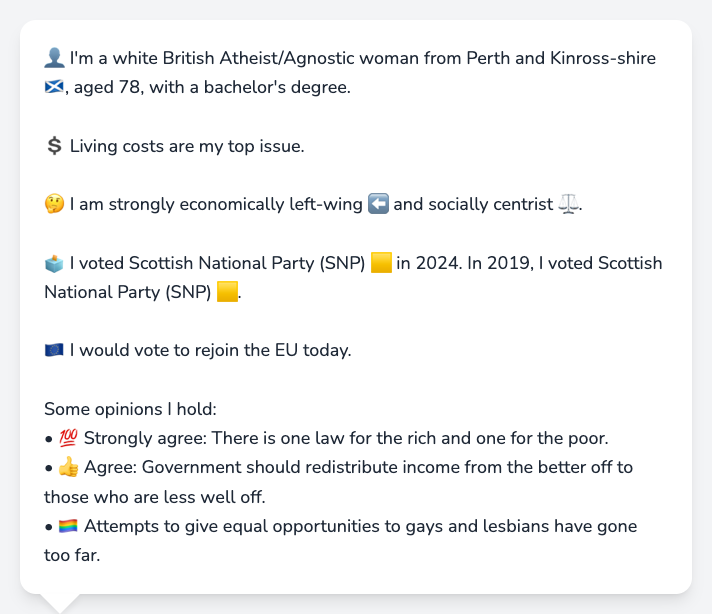 👤 I'm a white British Atheist/Agnostic woman from Perth and Kinross-shire
🏴󠁧󠁢󠁳󠁣󠁴󠁿, aged 78, with a bachelor's degree.
💲 Living costs are my top issue.
🤔 I am strongly economically left-wing ⬅️ and socially centrist ⚖️.
🗳️ I voted Scottish National Party (SNP) 🟨 in 2024. In 2019, I voted Scottish
National Party (SNP) 🟨.
🇪🇺 I would vote to rejoin the EU today.
Some opinions I hold:
• 💯 Strongly agree: There is one law for the rich and one for the poor.
• 👍 Agree: Government should redistribute income from the better off to
those who are less well off.
• 🏳️‍🌈 Attempts to give equal opportunities to gays and lesbians have gone
too far.